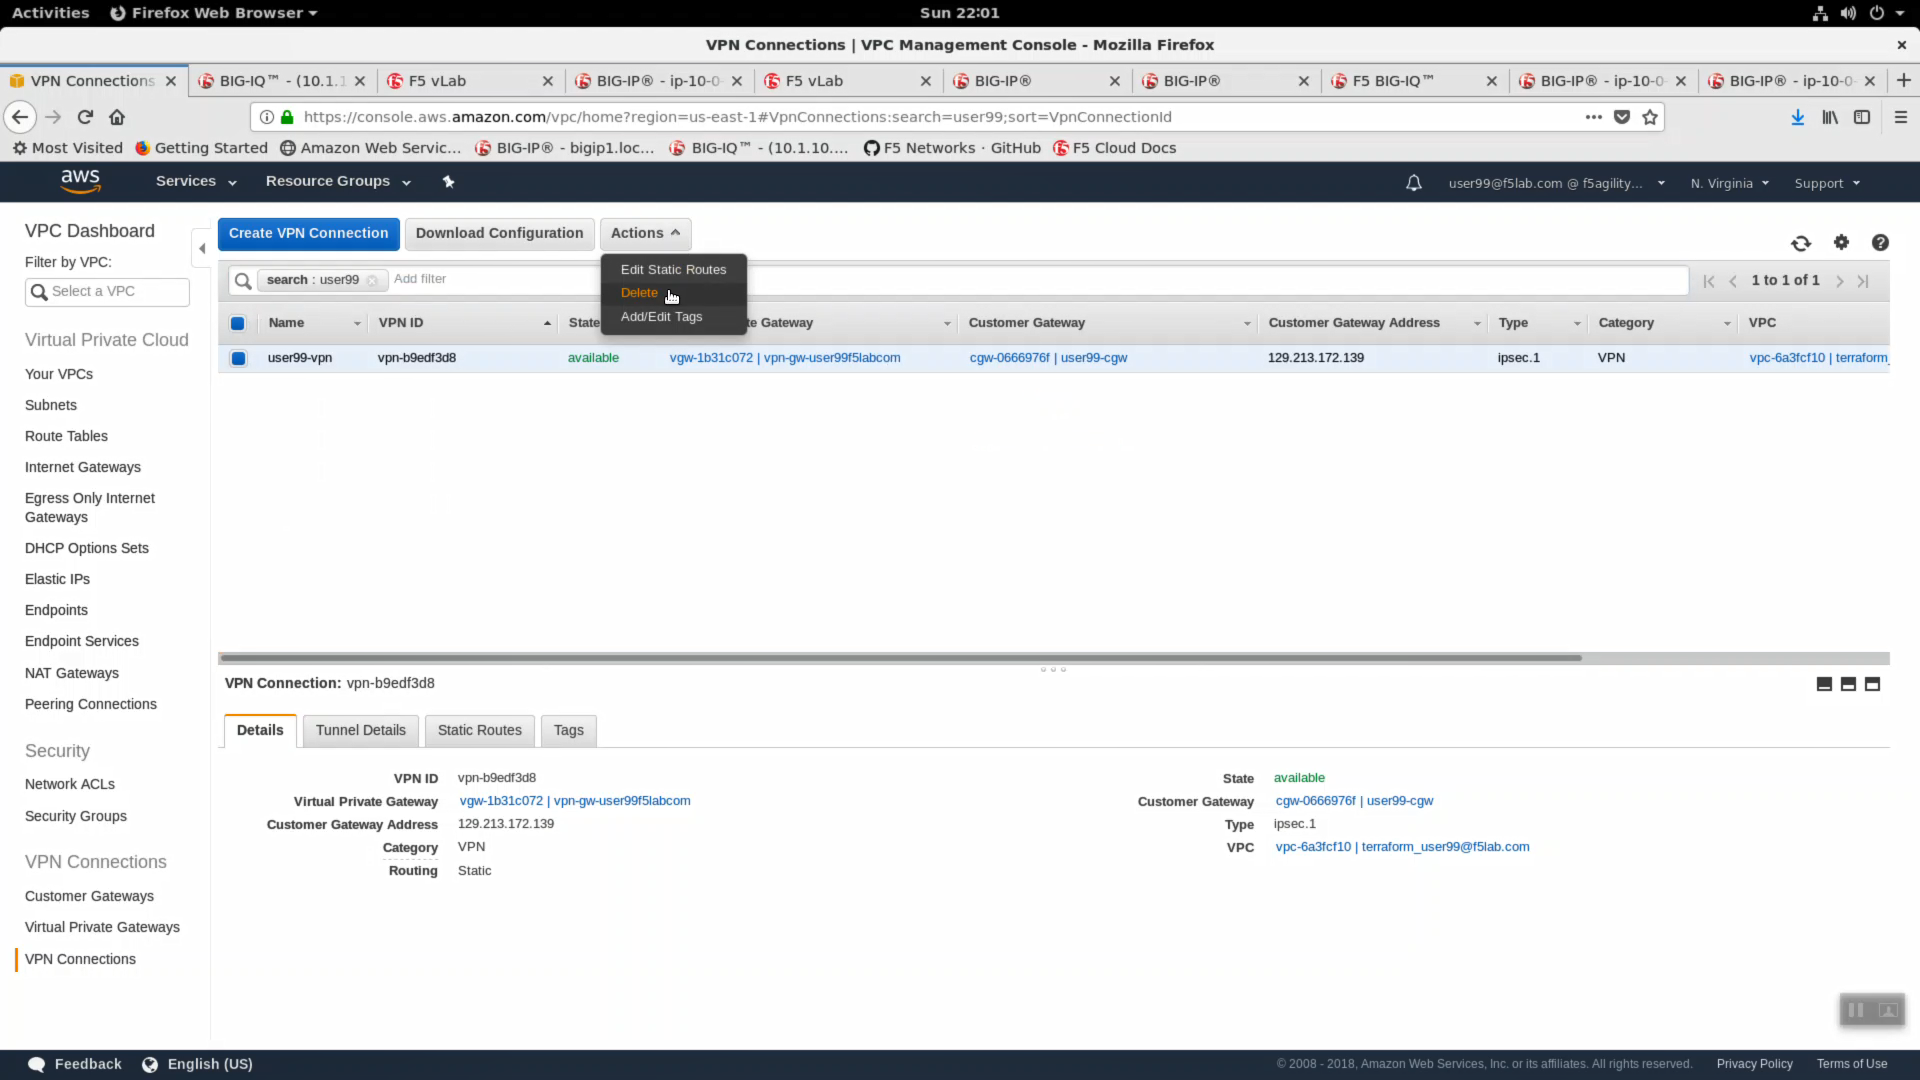 Activities Firefox Web Browser Sun 22:01
VPN Connections | VPC Management Console - Mozilla Firefox
VPN Connections BIG-IQ™ - (10.1.1 F5 vLab BIG-IP® - ip-10-0- F5 vLab BIG-IP® BIG-IP® F5 BIG-IQ™ BIG-IP® - ip-10-0- BIG-IP® - ip-10-0-
https://console.aws.amazon.com/vpc/home?region=us-east-1#VpnConnections:search=user99;sort=VpnConnectionId
Most Visited Getting Started Amazon Web Servic... BIG-IP® - bigip1.loc... BIG-IQ™ - (10.1.10.... F5 Networks · GitHub F5 Cloud Docs
aws Services Resource Groups user99@f5lab.com @ f5agility... N. Virginia Support
VPC Dashboard
Filter by VPC:
Select a VPC
Virtual Private Cloud
Your VPCs
Subnets
Route Tables
Internet Gateways
Egress Only Internet
Gateways
DHCP Options Sets
Elastic IPs
Endpoints
Endpoint Services
NAT Gateways
Peering Connections
Security
Network ACLs
Security Groups
VPN Connections
Customer Gateways
Virtual Private Gateways
VPN Connections
Create VPN Connection Download Configuration Actions
Edit Static Routes
Delete
Add/Edit Tags
search : user99 Add filter 1 to 1 of 1
Name VPN ID State te Gateway Customer Gateway Customer Gateway Address Type Category VPC
user99-vpn vpn-b9edf3d8 available vgw-1b31c072 | vpn-gw-user99f5labcom cgw-0666976f | user99-cgw 129.213.172.139 ipsec.1 VPN vpc-6a3fcf10 | terraform_
VPN Connection: vpn-b9edf3d8
Details Tunnel Details Static Routes Tags
VPN ID vpn-b9edf3d8 State available
Virtual Private Gateway vgw-1b31c072 | vpn-gw-user99f5labcom Customer Gateway cgw-0666976f | user99-cgw
Customer Gateway Address 129.213.172.139 Type ipsec.1
Category VPN VPC vpc-6a3fcf10 | terraform_user99@f5lab.com
Routing Static
Feedback English (US) © 2008 - 2018, Amazon Web Services, Inc. or its affiliates. All rights reserved. Privacy Policy Terms of Use